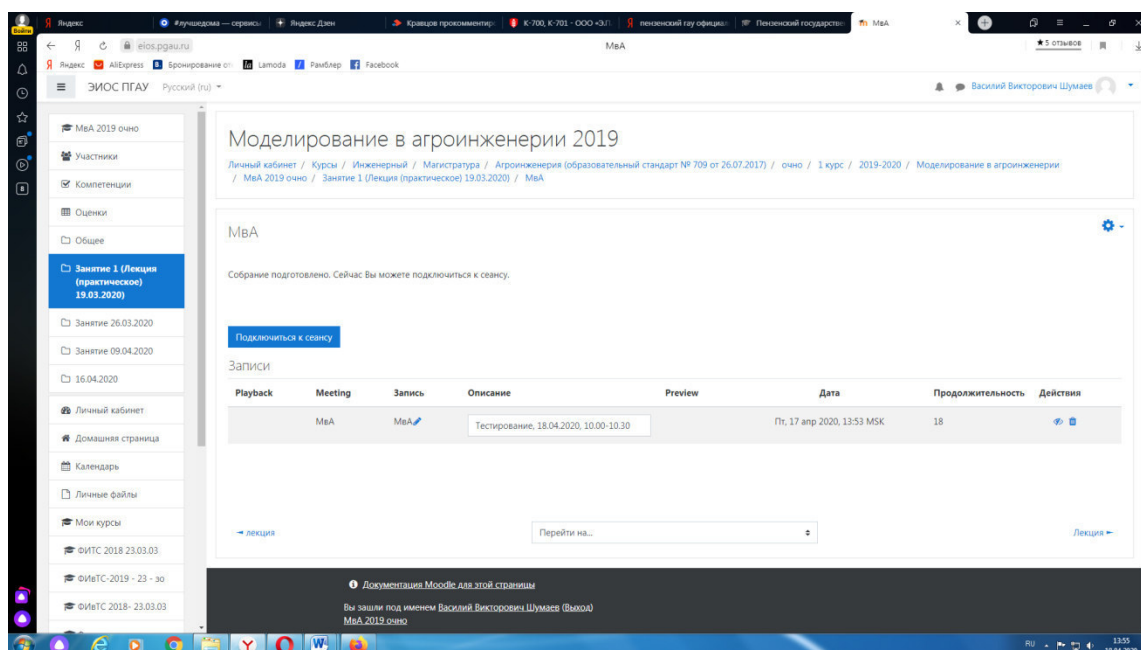 Войти
Яндекс
#лучшедома — сервисы
Яндекс Дзен
Кравцов прокомментир
К-700, К-701 - ООО «З.П.
пензенский гау официал
Пензенский государстве
МвА
eios.pgau.ru
МвА
★5 отзывов
Яндекс
AliExpress
Бронирование от
Lamoda
Рамблер
Facebook
ЭИОС ПГАУ
Русский (ru)
Василий Викторович Шумаев
8
МвА 2019 очно
Участники
Компетенции
Оценки
Общее
Занятие 1 (Лекция
(практическое)
19.03.2020)
Занятие 26.03.2020
Занятие 09.04.2020
16.04.2020
Личный кабинет
Домашняя страница
Календарь
Личные файлы
Мои курсы
ФИТС 2018 23.03.03
ФИвТС-2019 - 23 - зо
ФИвТС 2018- 23.03.03
Моделирование в агроинженерии 2019
Личный кабинет / Курсы / Инженерный / Магистратура / Агроинженерия (образовательный стандарт № 709 от 26.07.2017) / очно / 1 курс / 2019-2020 / Моделирование в агроинженерии
/ МвА 2019 очно / Занятие 1 (Лекция (практическое) 19.03.2020) / МвА
МвА
Собрание подготовлено. Сейчас Вы можете подключиться к сеансу.
Подключиться к сеансу
Записи
Playback Meeting Запись Описание Preview Дата Продолжительность Действия
МвА МвА Тестирование, 18.04.2020, 10.00-10.30 Пт, 17 апр 2020, 13:53 MSK 18
◄ лекция
Перейти на...
Лекция ►
Документация Moodle для этой страницы
Вы зашли под именем Василий Викторович Шумаев (Выход)
МвА 2019 очно
RU
13:55